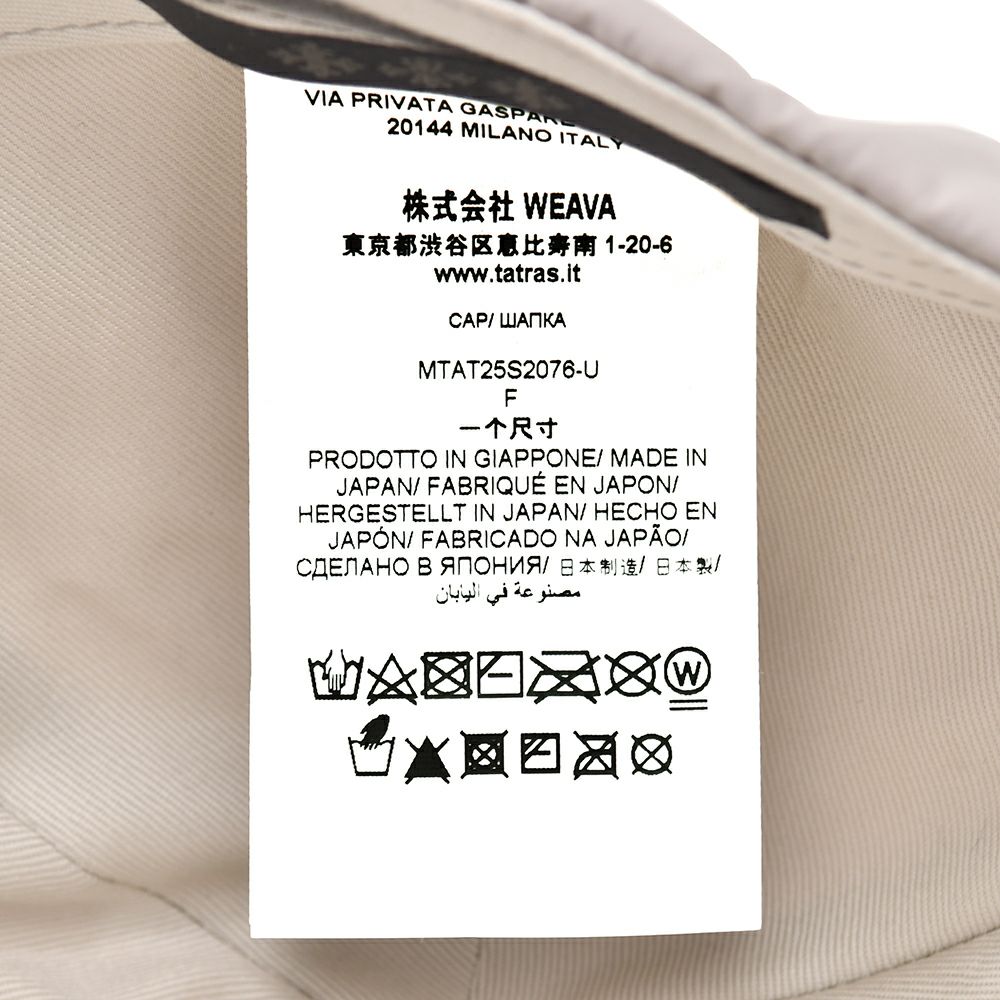 VIA PRIVATA GASPARE
20144 MILANO ITALY
株式会社 WEAVA
東京都渋谷区恵比寿南 1-20-6
www.tatras.it
CAP/ ШАПКА
MTAT25S2076-U
F
一个尺寸
PRODOTTO IN GIAPPONE/ MADE IN
JAPAN/ FABRIQUÉ EN JAPON/
HERGESTELLT IN JAPAN/ HECHO EN
JAPÓN/ FABRICADO NA JAPÃO/
СДЕЛАНО В ЯПОНИЯ/ 日本制造/ 日本製/
مصنوعة في اليابان
W